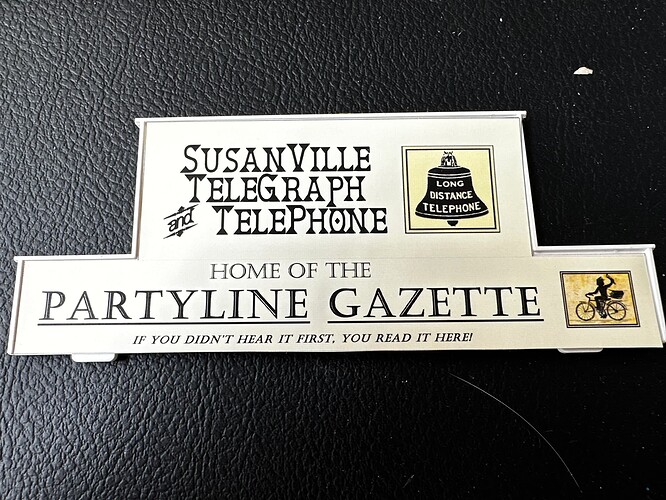 SUSANVILLE
TELEGRAPH
and TELEPHONE
LONG
DISTANCE
TELEPHONE
HOME OF THE
PARTYLINE GAZETTE
IF YOU DIDN'T HEAR IT FIRST, YOU READ IT HERE!